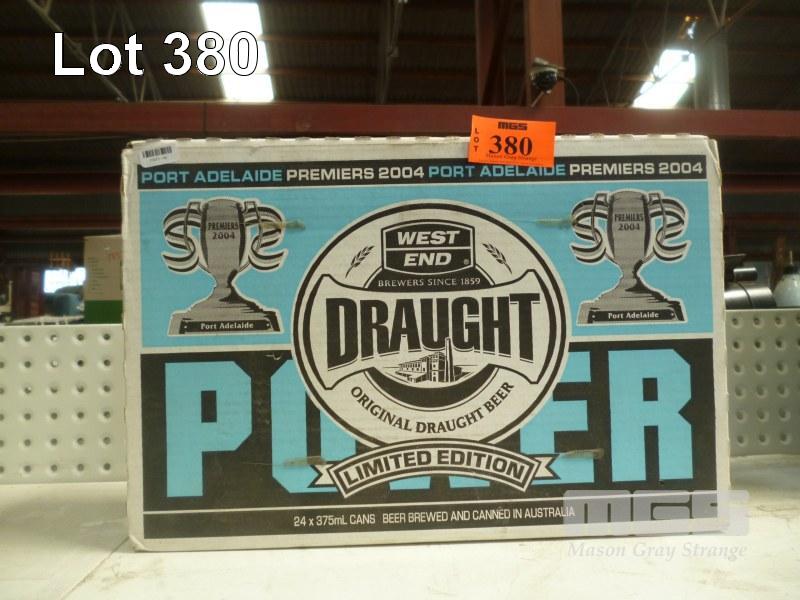 Lot 380
MGS
LOT
380
Mason Gray Strange
PORT ADELAIDE PREMIERS 2004 PORT ADELAIDE PREMIERS 2004
PREMIERS
2004
Port Adelaide
PREMIERS
2004
Port Adelaide
WEST
END
BREWERS SINCE 1859
DRAUGHT
ORIGINAL DRAUGHT BEER
POWER
LIMITED EDITION
24 x 375mL CANS BEER BREWED AND CANNED IN AUSTRALIA
MGS
Mason Gray Strange